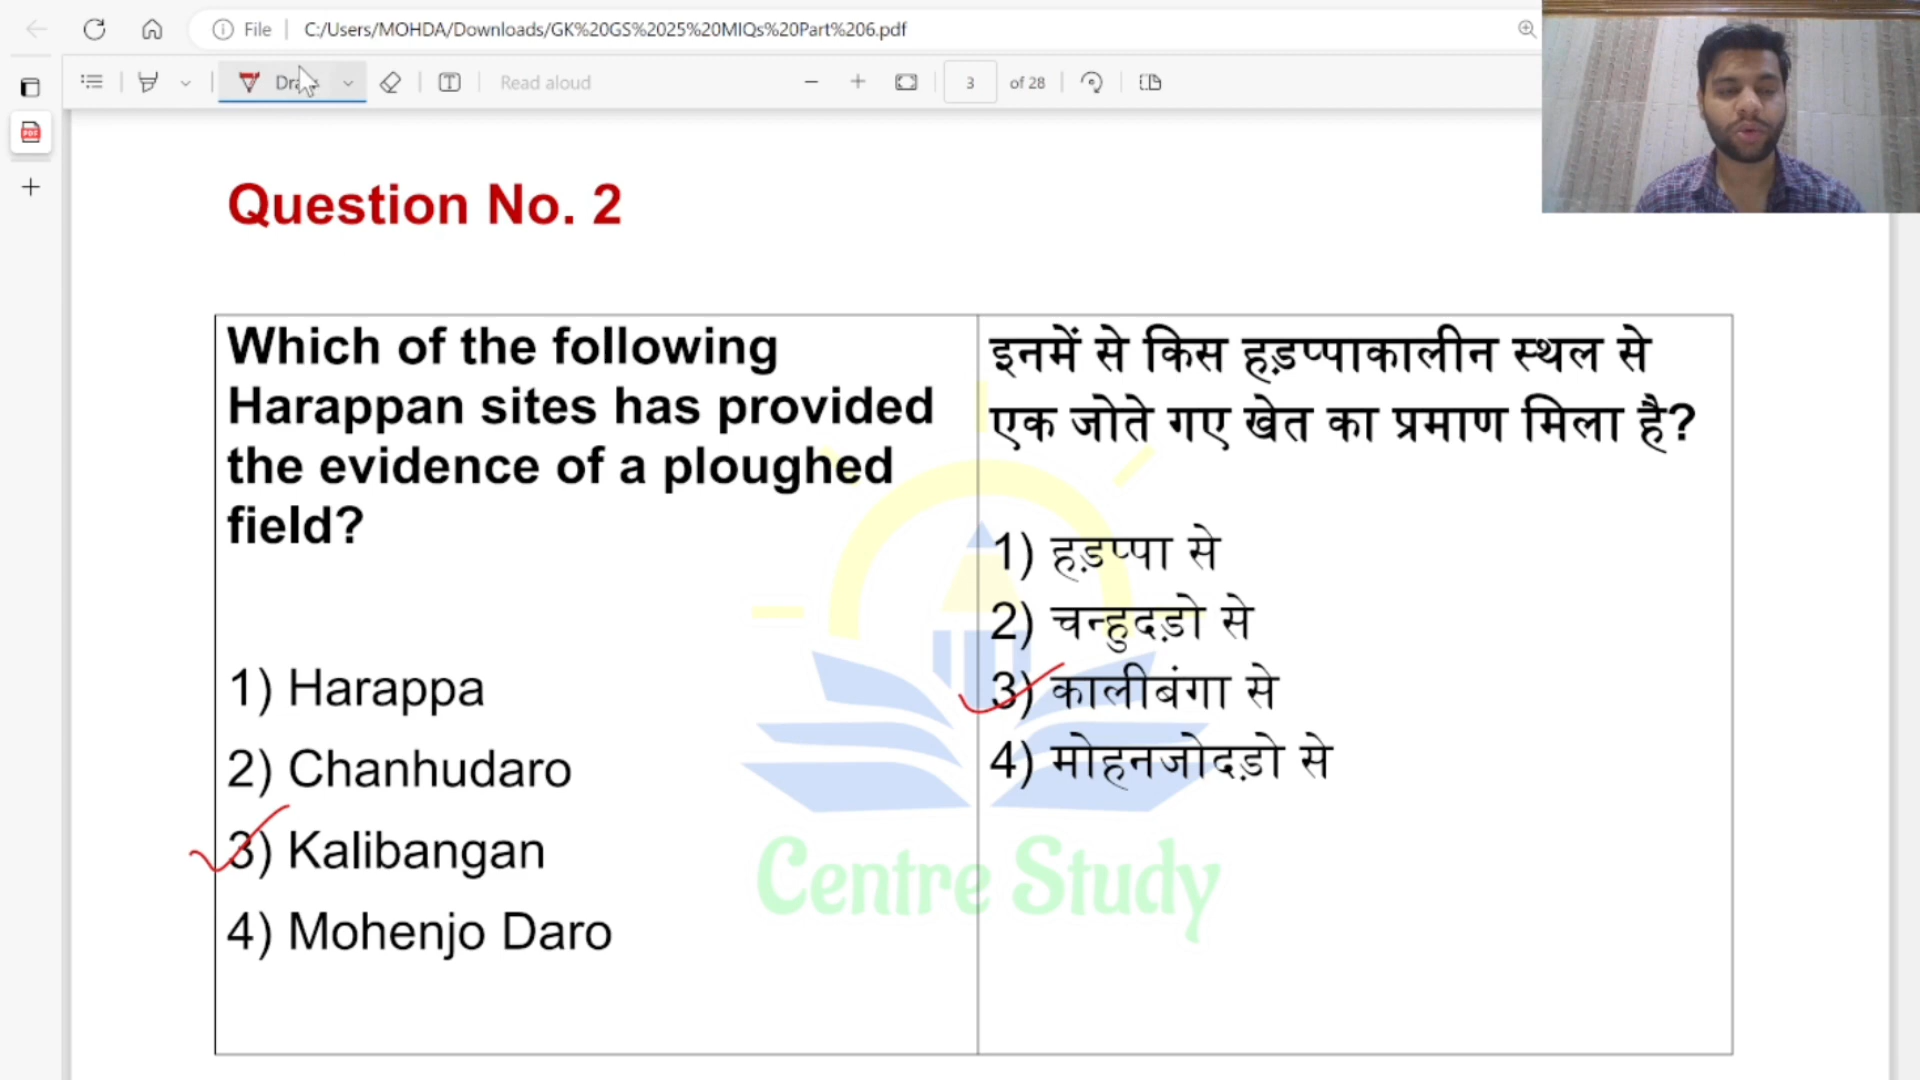 File
C:/Users/MOHDA/Downloads/GK%20GS%2025%20MIQs%20Part%206.pdf
Read aloud
3
of 28
Question No. 2
Which of the following
Harappan sites has provided
the evidence of a ploughed
field?
1) Harappa
2) Chanhudaro
3) Kalibangan
4) Mohenjo Daro
इनमें से किस हड़प्पाकालीन स्थल से
एक जोते गए खेत का प्रमाण मिला है?
1) हड़प्पा से
2) चन्हुदड़ो से
3) कालीबंगा से
4) मोहनजोदड़ो से
Centre Study